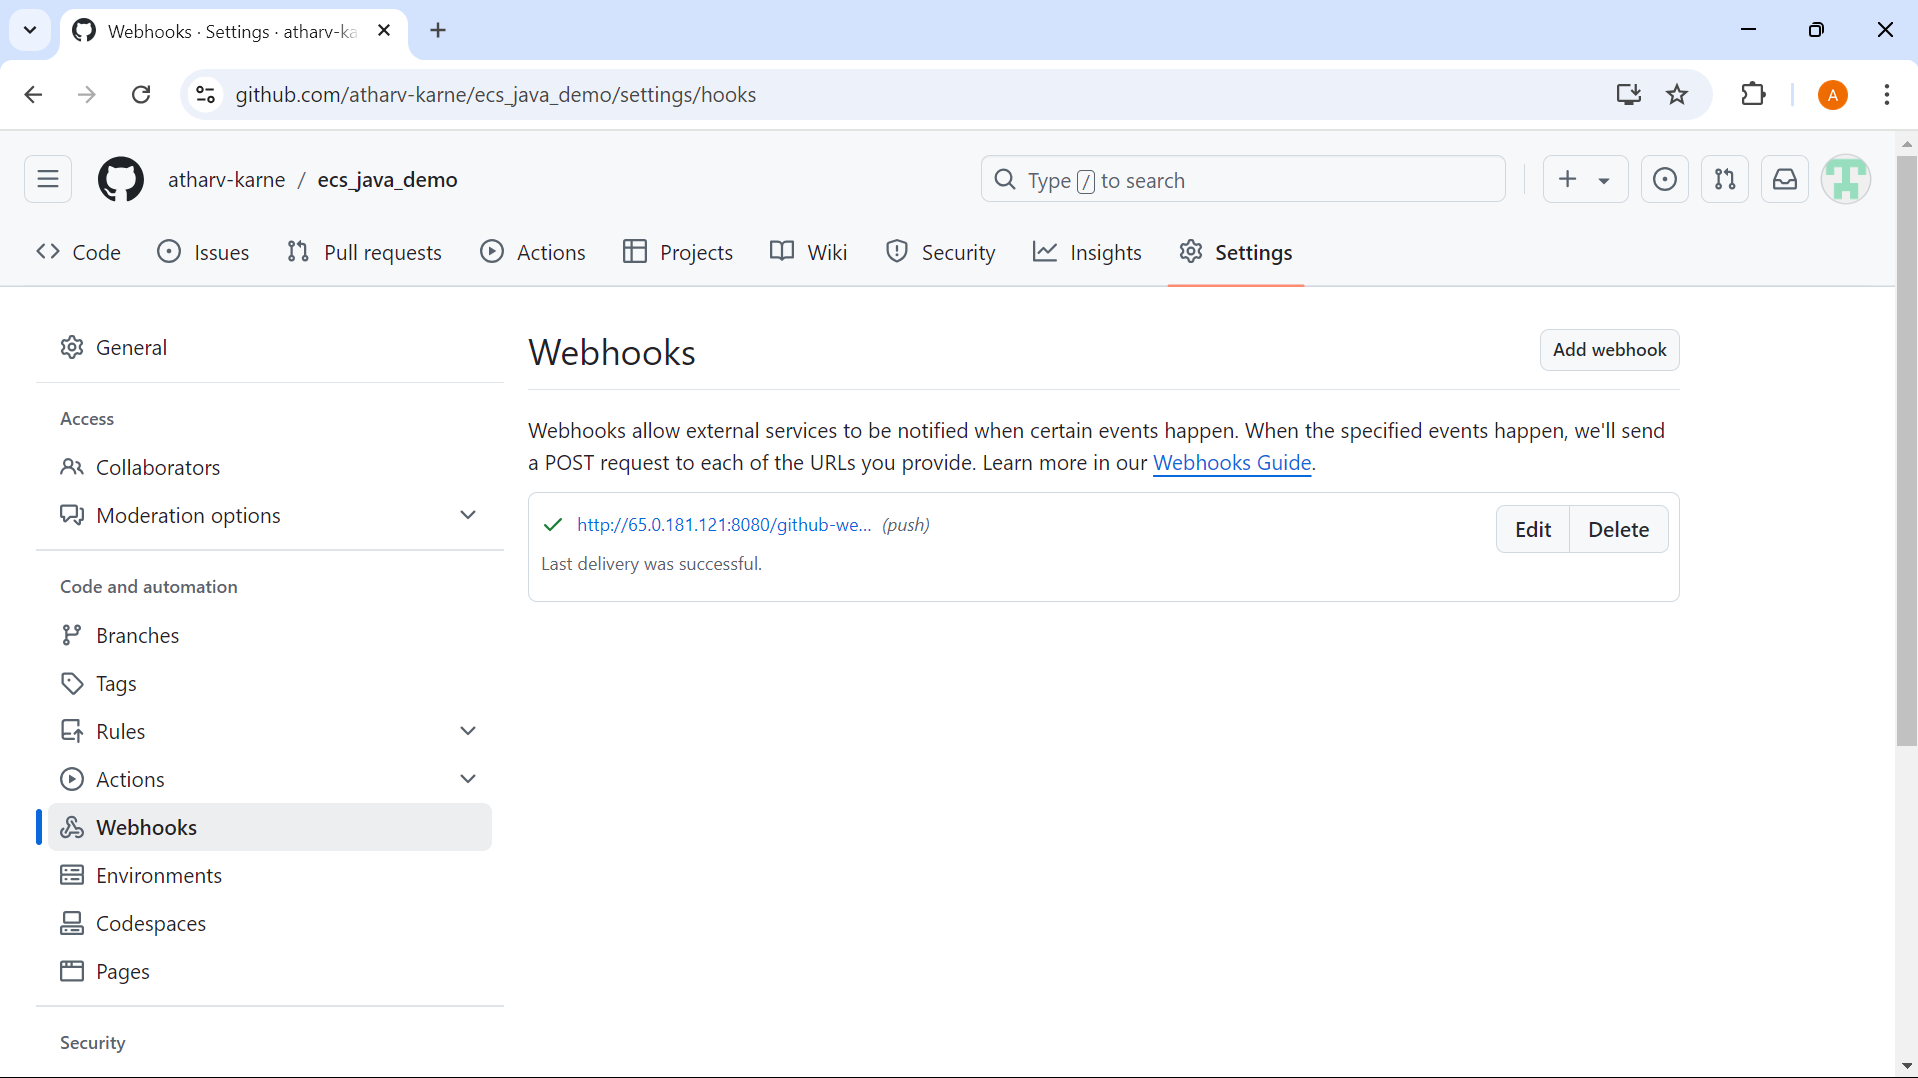 Webhooks · Settings · atharv-ka
github.com/atharv-karne/ecs_java_demo/settings/hooks
A
atharv-karne / ecs_java_demo
Type / to search
Code
Issues
Pull requests
Actions
Projects
Wiki
Security
Insights
Settings
General
Access
Collaborators
Moderation options
Code and automation
Branches
Tags
Rules
Actions
Webhooks
Environments
Codespaces
Pages
Security
Webhooks
Add webhook
Webhooks allow external services to be notified when certain events happen. When the specified events happen, we'll send
a POST request to each of the URLs you provide. Learn more in our Webhooks Guide.
http://65.0.181.121:8080/github-we... (push)
Edit
Delete
Last delivery was successful.